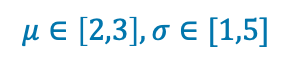 μ ∈ [2,3], σ ∈ [1,5]